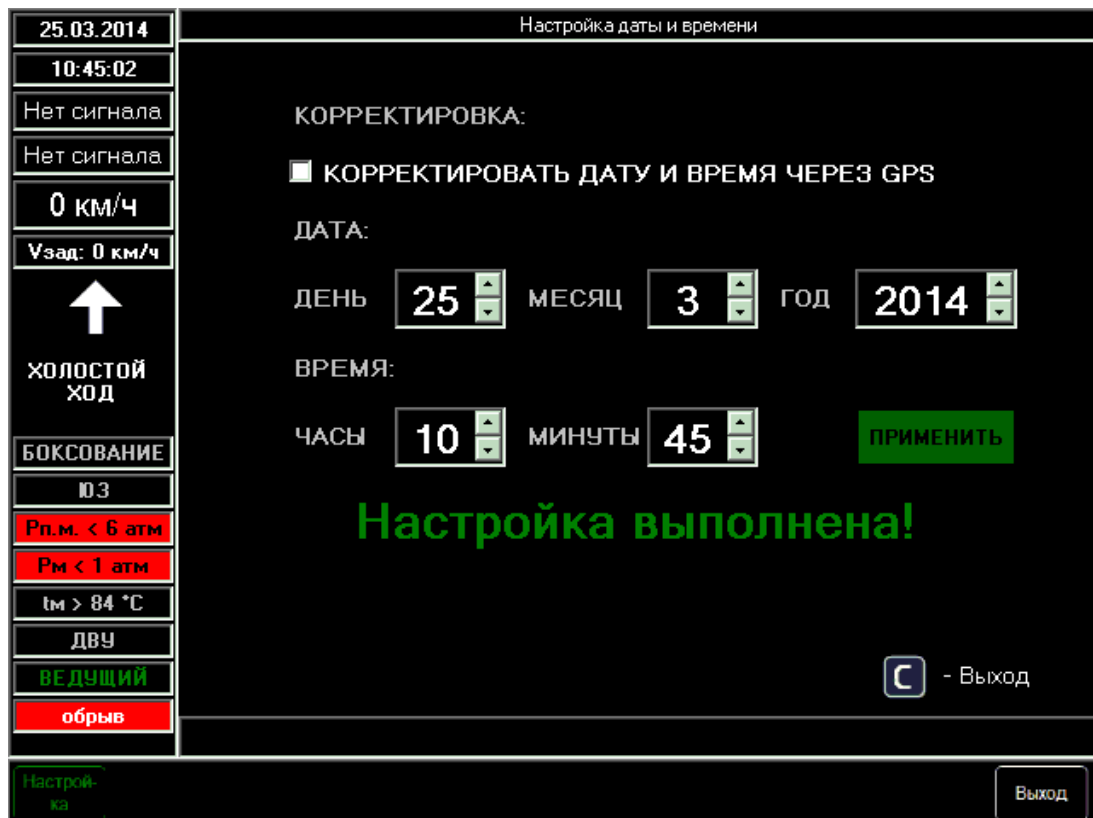 25.03.2014
10:45:02
Нет сигнала
Нет сигнала
0 км/ч
Vзад: 0 км/ч
ХОЛОСТОЙ
ХОД
БОКСОВАНИЕ
ЮЗ
Рп.м. < 6 атм
Рм < 1 атм
tм > 84 °C
ДВУ
ВЕДУЩИЙ
обрыв
Настройка даты и времени
КОРРЕКТИРОВКА:
КОРРЕКТИРОВАТЬ ДАТУ И ВРЕМЯ ЧЕРЕЗ GPS
ДАТА:
ДЕНЬ 25 МЕСЯЦ 3 ГОД 2014
ВРЕМЯ:
ЧАСЫ 10 МИНУТЫ 45 ПРИМЕНИТЬ
Настройка выполнена!
C - Выход
Настрой-
ка
Выход